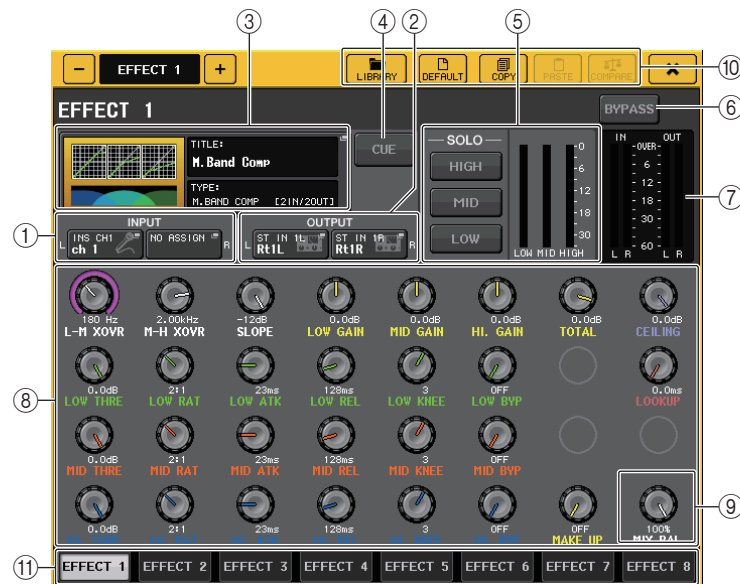 ③ ④ ② ⑤
− EFFECT 1 + LIBRARY DEFAULT COPY PASTE COMPARE ⑩
EFFECT 1 BYPASS ⑥
TITLE:
M.Band Comp
TYPE:
M.BAND COMP [2IN/2OUT]
CUE
SOLO
HIGH
MID
LOW
0
-6
-12
-18
-30
LOW MID HIGH
IN OUT
-OVER-
- 6 -
- 12 -
- 18 -
- 30 -
- 60 -
L R L R
⑦
① INPUT OUTPUT
L INS CH1 NO ASSIGN R L ST IN 1L ST IN 1R R
ch 1 Rt1L Rt1R
180 Hz 2.00kHz -12dB 0.0dB 0.0dB 0.0dB 0.0dB 0.0dB
L-M XOVR M-H XOVR SLOPE LOW GAIN MID GAIN HI. GAIN TOTAL CEILING
⑧
0.0dB 2:1 23ms 128ms 3 OFF 0.0ms
LOW THRE LOW RAT LOW ATK LOW REL LOW KNEE LOW BYP LOOKUP
0.0dB 2:1 23ms 128ms 3 OFF
MID THRE MID RAT MID ATK MID REL MID KNEE MID BYP
⑨
0.0dB 2:1 23ms 128ms 3 OFF OFF 100%
MAKE UP MIX BAL
⑪ EFFECT 1 EFFECT 2 EFFECT 3 EFFECT 4 EFFECT 5 EFFECT 6 EFFECT 7 EFFECT 8